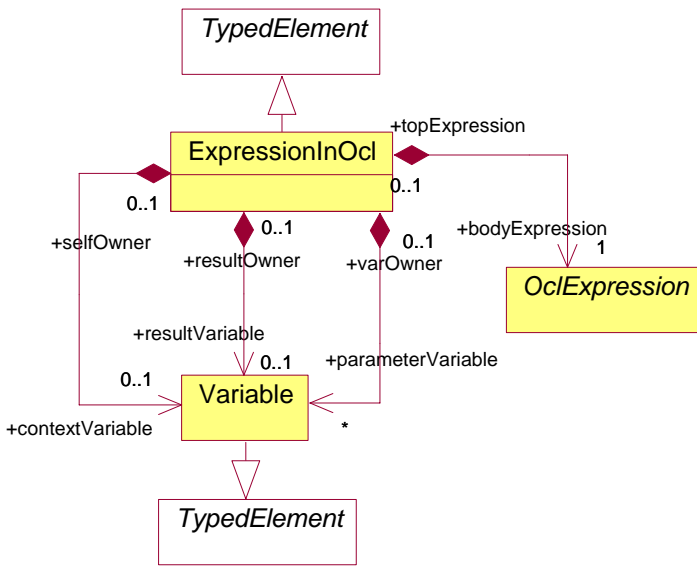 TypedElement
+topExpression
ExpressionInOcl
0..1
0..1
0..1
0..1
+selfOwner
+resultOwner
+varOwner
+bodyExpression
1
OclExpression
+resultVariable
0..1
+parameterVariable
0..1
Variable
+contextVariable
*
TypedElement